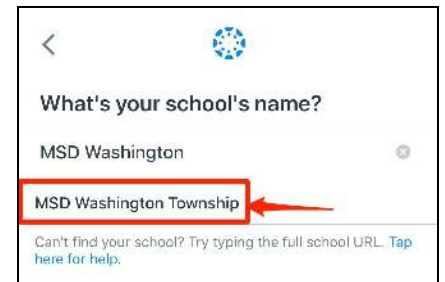 What's your school's name?
MSD Washington
MSD Washington Township
Can't find your school? Try typing the full school URL. Tap
here for help.